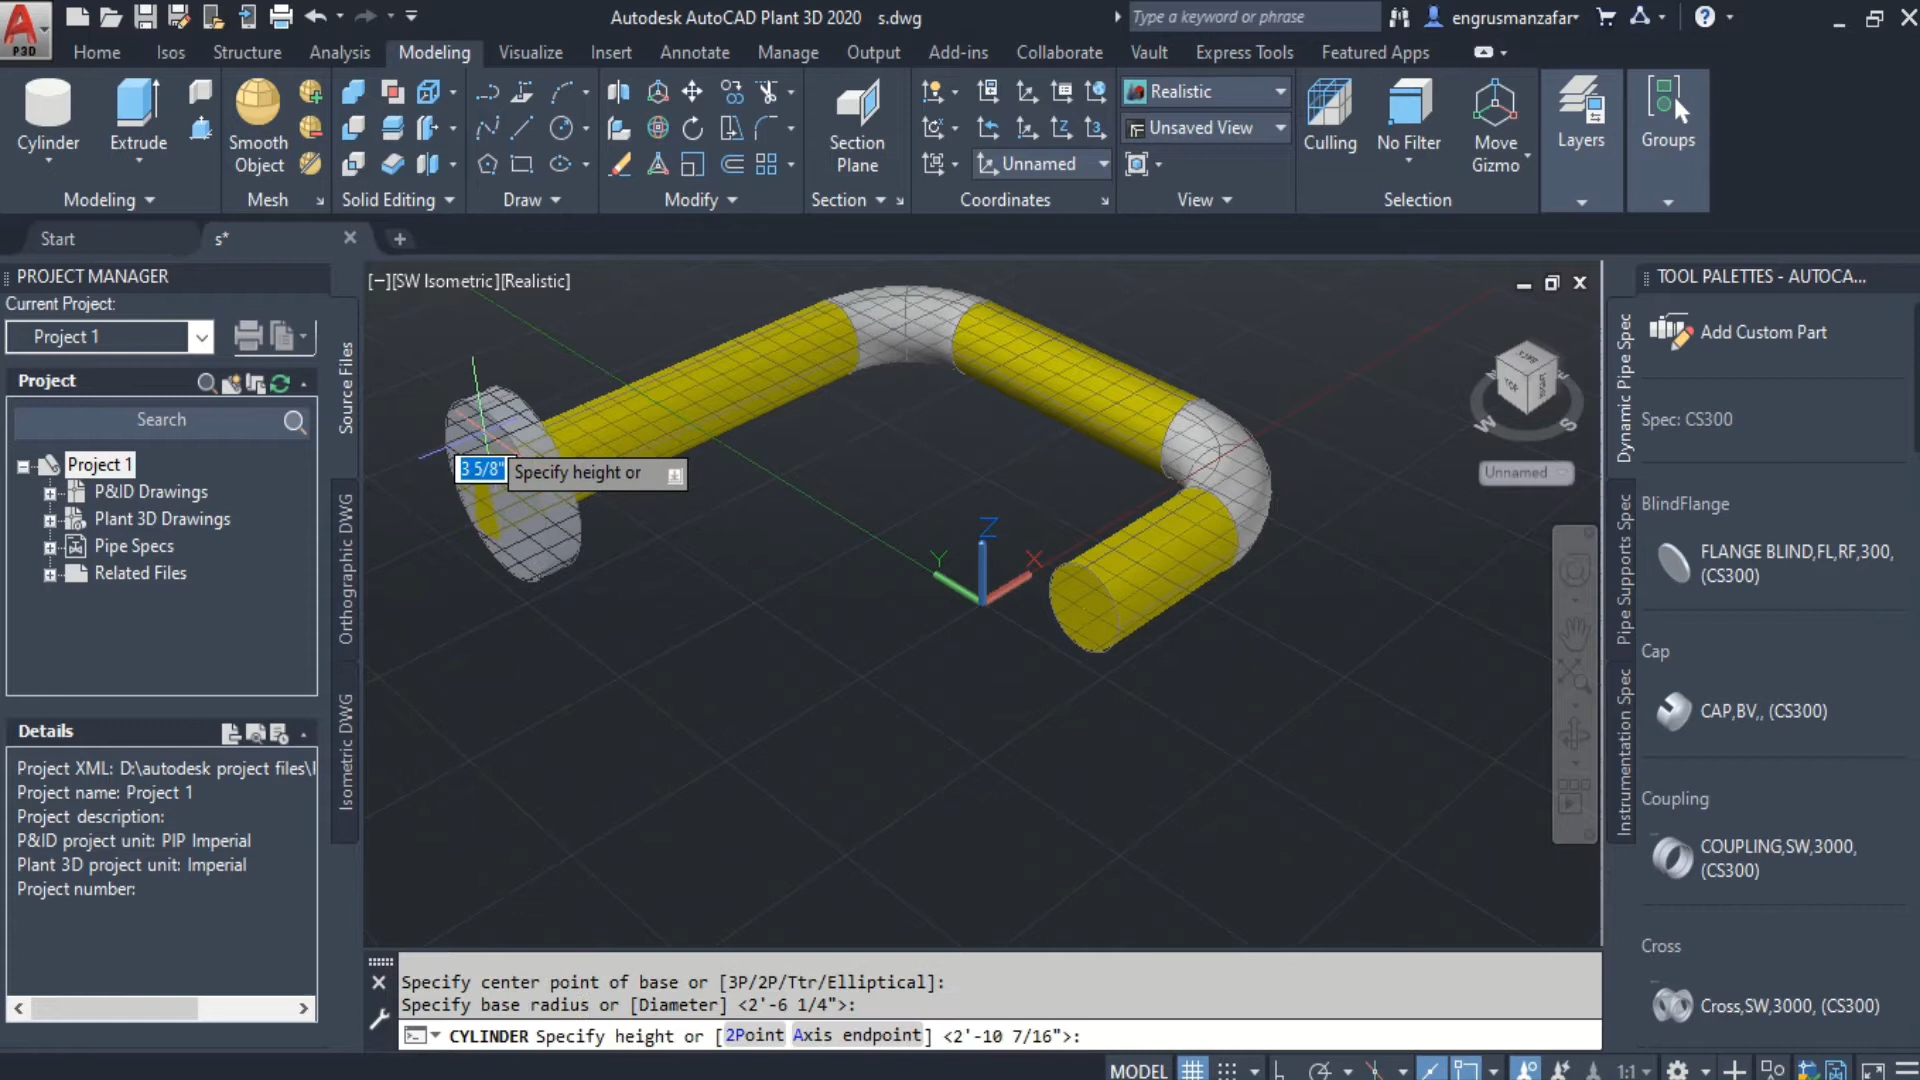 Autodesk AutoCAD Plant 3D 2020 s.dwg
Type a keyword or phrase
engrusmanzafar
P3D
Home Isos Structure Analysis Modeling Visualize Insert Annotate Manage Output Add-ins Collaborate Vault Express Tools Featured Apps
Cylinder
Extrude
Smooth Object
Section Plane
Realistic
Unsaved View
Unnamed
Culling
No Filter
Move Gizmo
Layers
Groups
Modeling Mesh Solid Editing Draw Modify Section Coordinates View Selection
Start
s*
PROJECT MANAGER
Current Project:
Project 1
Project
Search
Project 1
P&ID Drawings
Plant 3D Drawings
Pipe Specs
Related Files
Details
Project XML: D:\autodesk project files\I
Project name: Project 1
Project description:
P&ID project unit: PIP Imperial
Plant 3D project unit: Imperial
Project number:
Source Files
Orthographic DWG
Isometric DWG
[−][SW Isometric][Realistic]
3 5/8"
Specify height or
Z
Y
X
TOP
W
S
Unnamed
TOOL PALETTES - AUTOCA...
Dynamic Pipe Spec
Pipe Supports Spec
Instrumentation Spec
Add Custom Part
Spec: CS300
BlindFlange
FLANGE BLIND,FL,RF,300,
(CS300)
Cap
CAP,BV,, (CS300)
Coupling
COUPLING,SW,3000,
(CS300)
Cross
Cross,SW,3000, (CS300)
Specify center point of base or [3P/2P/Ttr/Elliptical]:
Specify base radius or [Diameter] <2'-6 1/4">:
CYLINDER Specify height or [2Point Axis endpoint] <2'-10 7/16">:
MODEL
1:1